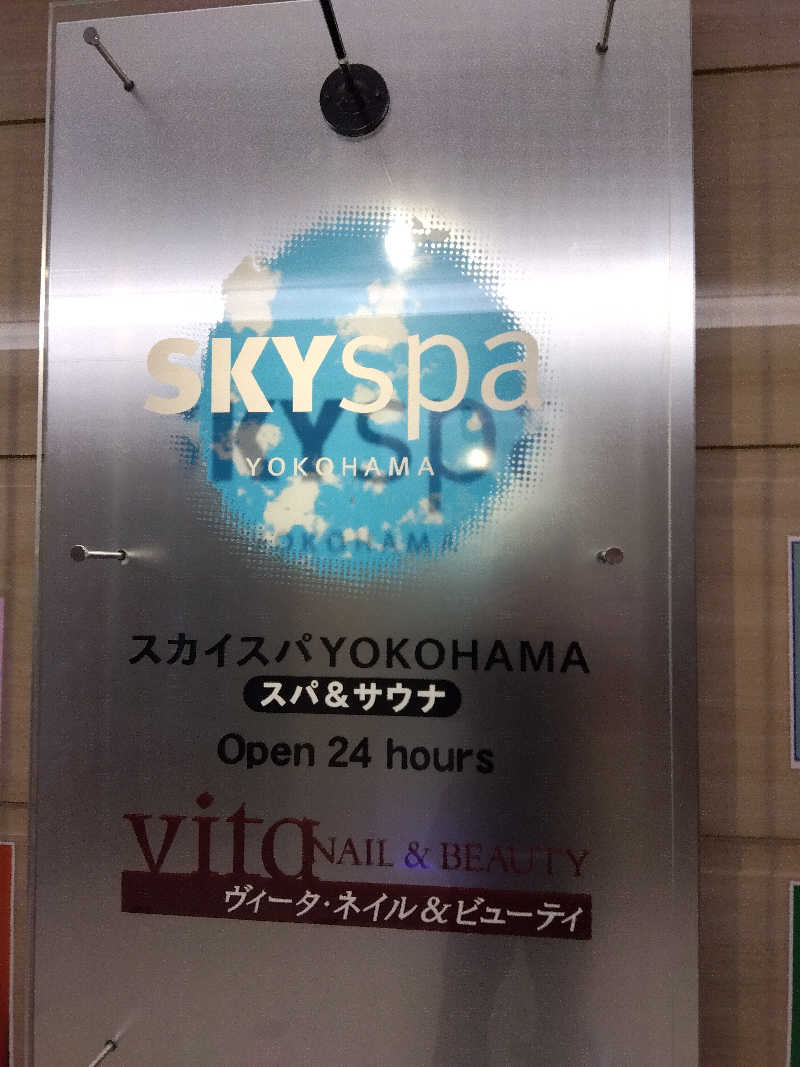 SKYspa
YOKOHAMA
スカイスパYOKOHAMA
スパ&サウナ
Open 24 hours
vita NAIL & BEAUTY
ヴィータ・ネイル&ビューティ